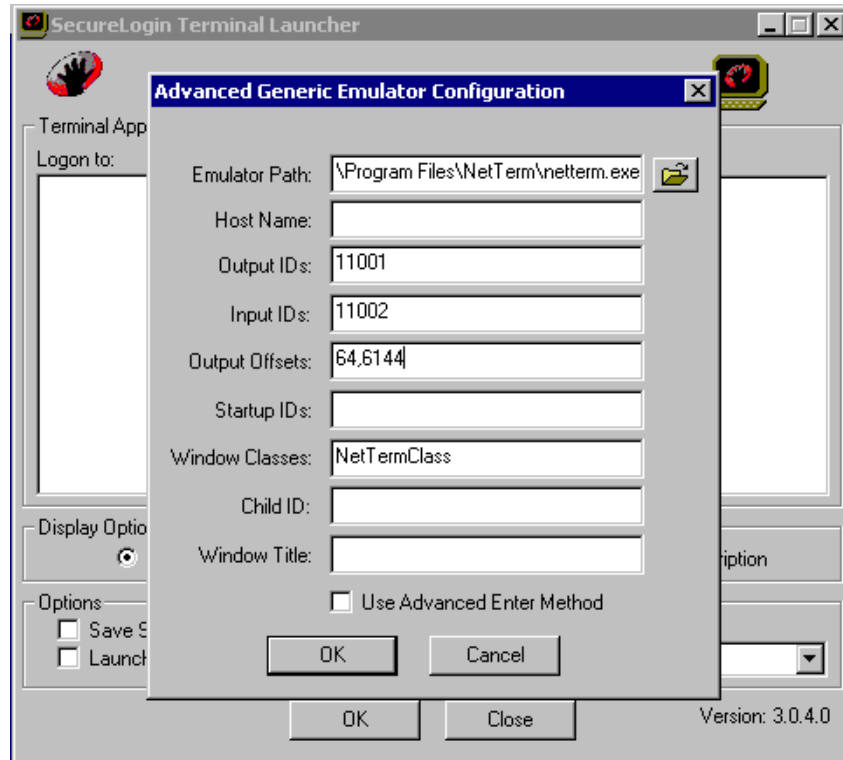 SecureLogin Terminal Launcher
Advanced Generic Emulator Configuration
Terminal App
Logon to:
Emulator Path: \Program Files\NetTerm\netterm.exe
Host Name:
Output IDs: 11001
Input IDs: 11002
Output Offsets: 64,6144
Startup IDs:
Window Classes: NetTermClass
Child ID:
Window Title:
Use Advanced Enter Method
OK Cancel
Display Optio
iption
Options
Save S
Launch
OK Close
Version: 3.0.4.0